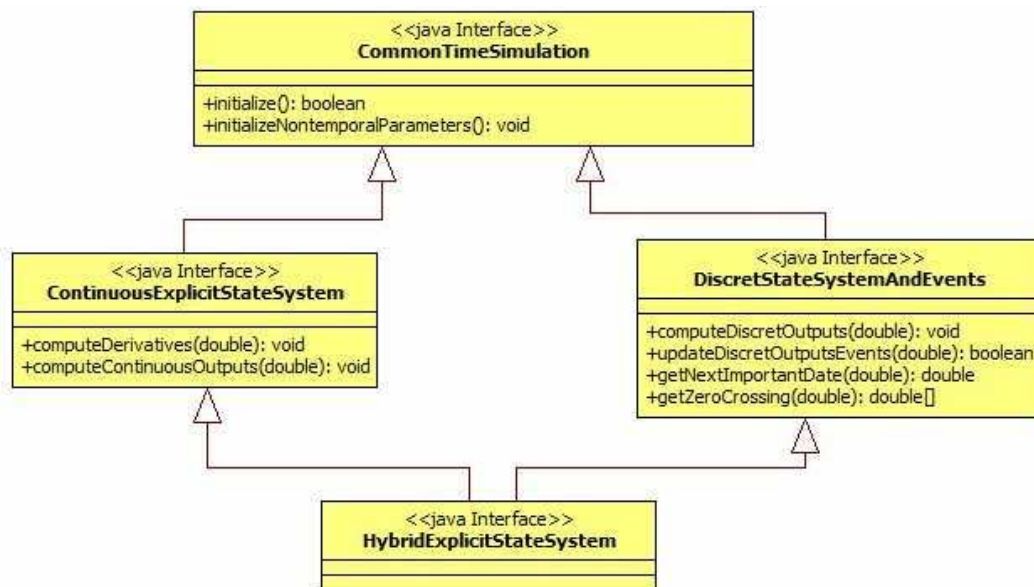 <<java Interface>>
CommonTimeSimulation
+initialize(): boolean
+initializeNontemporalParameters(): void
<<java Interface>>
ContinuousExplicitStateSystem
+computeDerivatives(double): void
+computeContinuousOutputs(double): void
<<java Interface>>
DiscretStateSystemAndEvents
+computeDiscretOutputs(double): void
+updateDiscretOutputsEvents(double): boolean
+getNextImportantDate(double): double
+getZeroCrossing(double): double[]
<<java Interface>>
HybridExplicitStateSystem